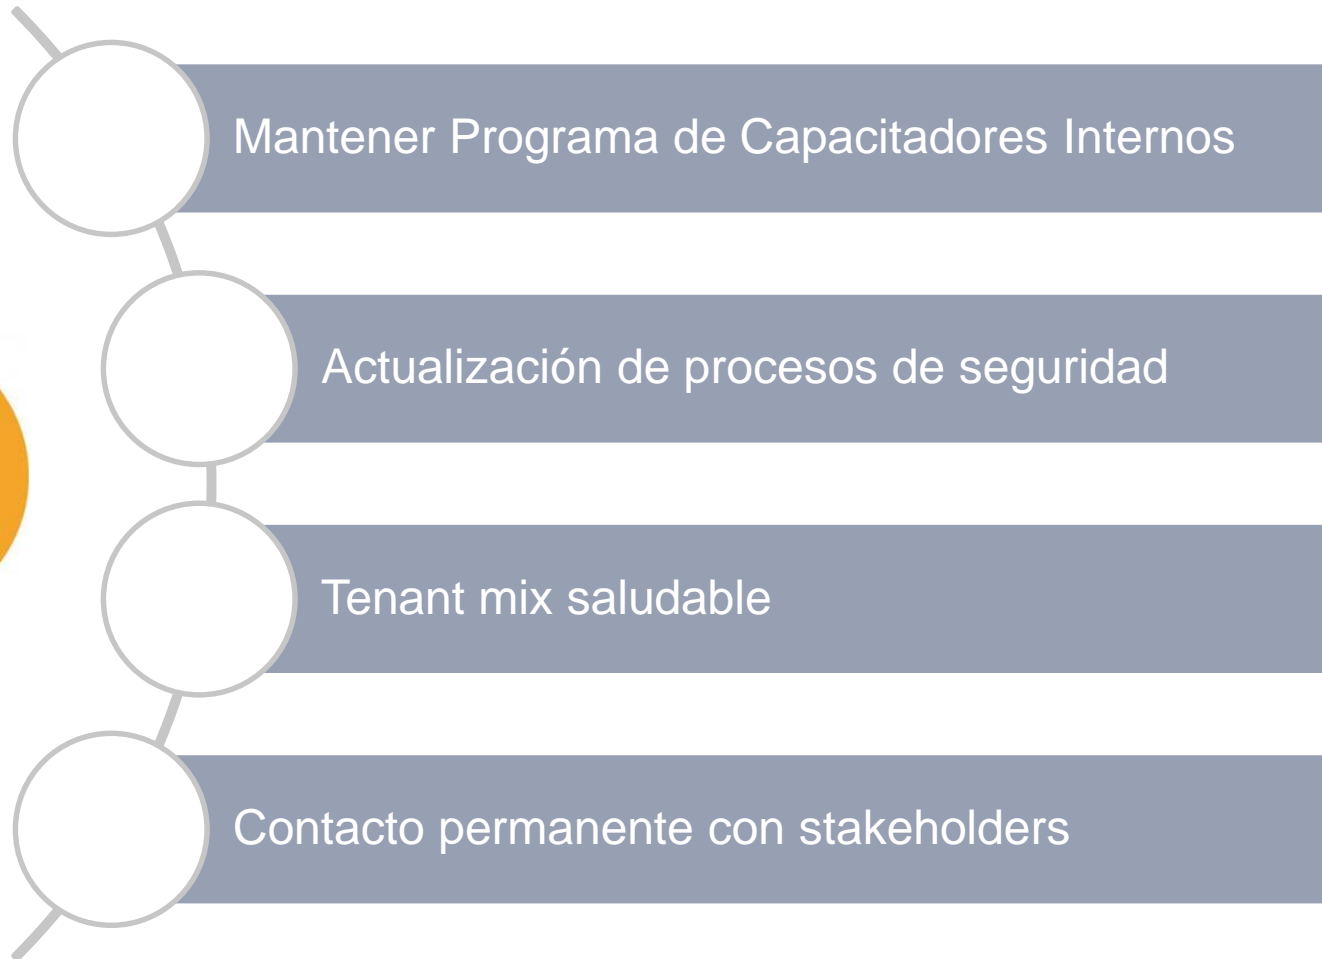 Mantener Programa de Capacitadores Internos
Actualización de procesos de seguridad
Tenant mix saludable
Contacto permanente con stakeholders